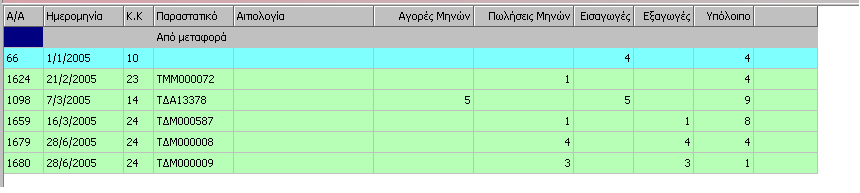 Α/Α Ημερομηνία Κ.Κ Παραστατικό Αιτιολογία Αγορές Μηνών Πωλήσεις Μηνών Εισαγωγές Εξαγωγές Υπόλοιπο
Από μεταφορά
66 1/1/2005 10 4 4
1624 21/2/2005 23 ΤΜΜ000072 1 4
1098 7/3/2005 14 ΤΔΑ13378 5 5 9
1659 16/3/2005 24 ΤΔΜ000587 1 1 8
1679 28/6/2005 24 ΤΔΜ000008 4 4 4
1680 28/6/2005 24 ΤΔΜ000009 3 3 1